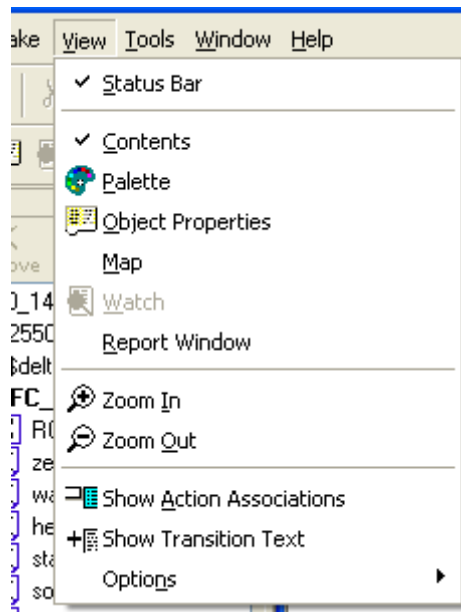 View Tools Window Help
Status Bar
Contents
Palette
Object Properties
Map
Watch
Report Window
Zoom In
Zoom Out
Show Action Associations
Show Transition Text
Options